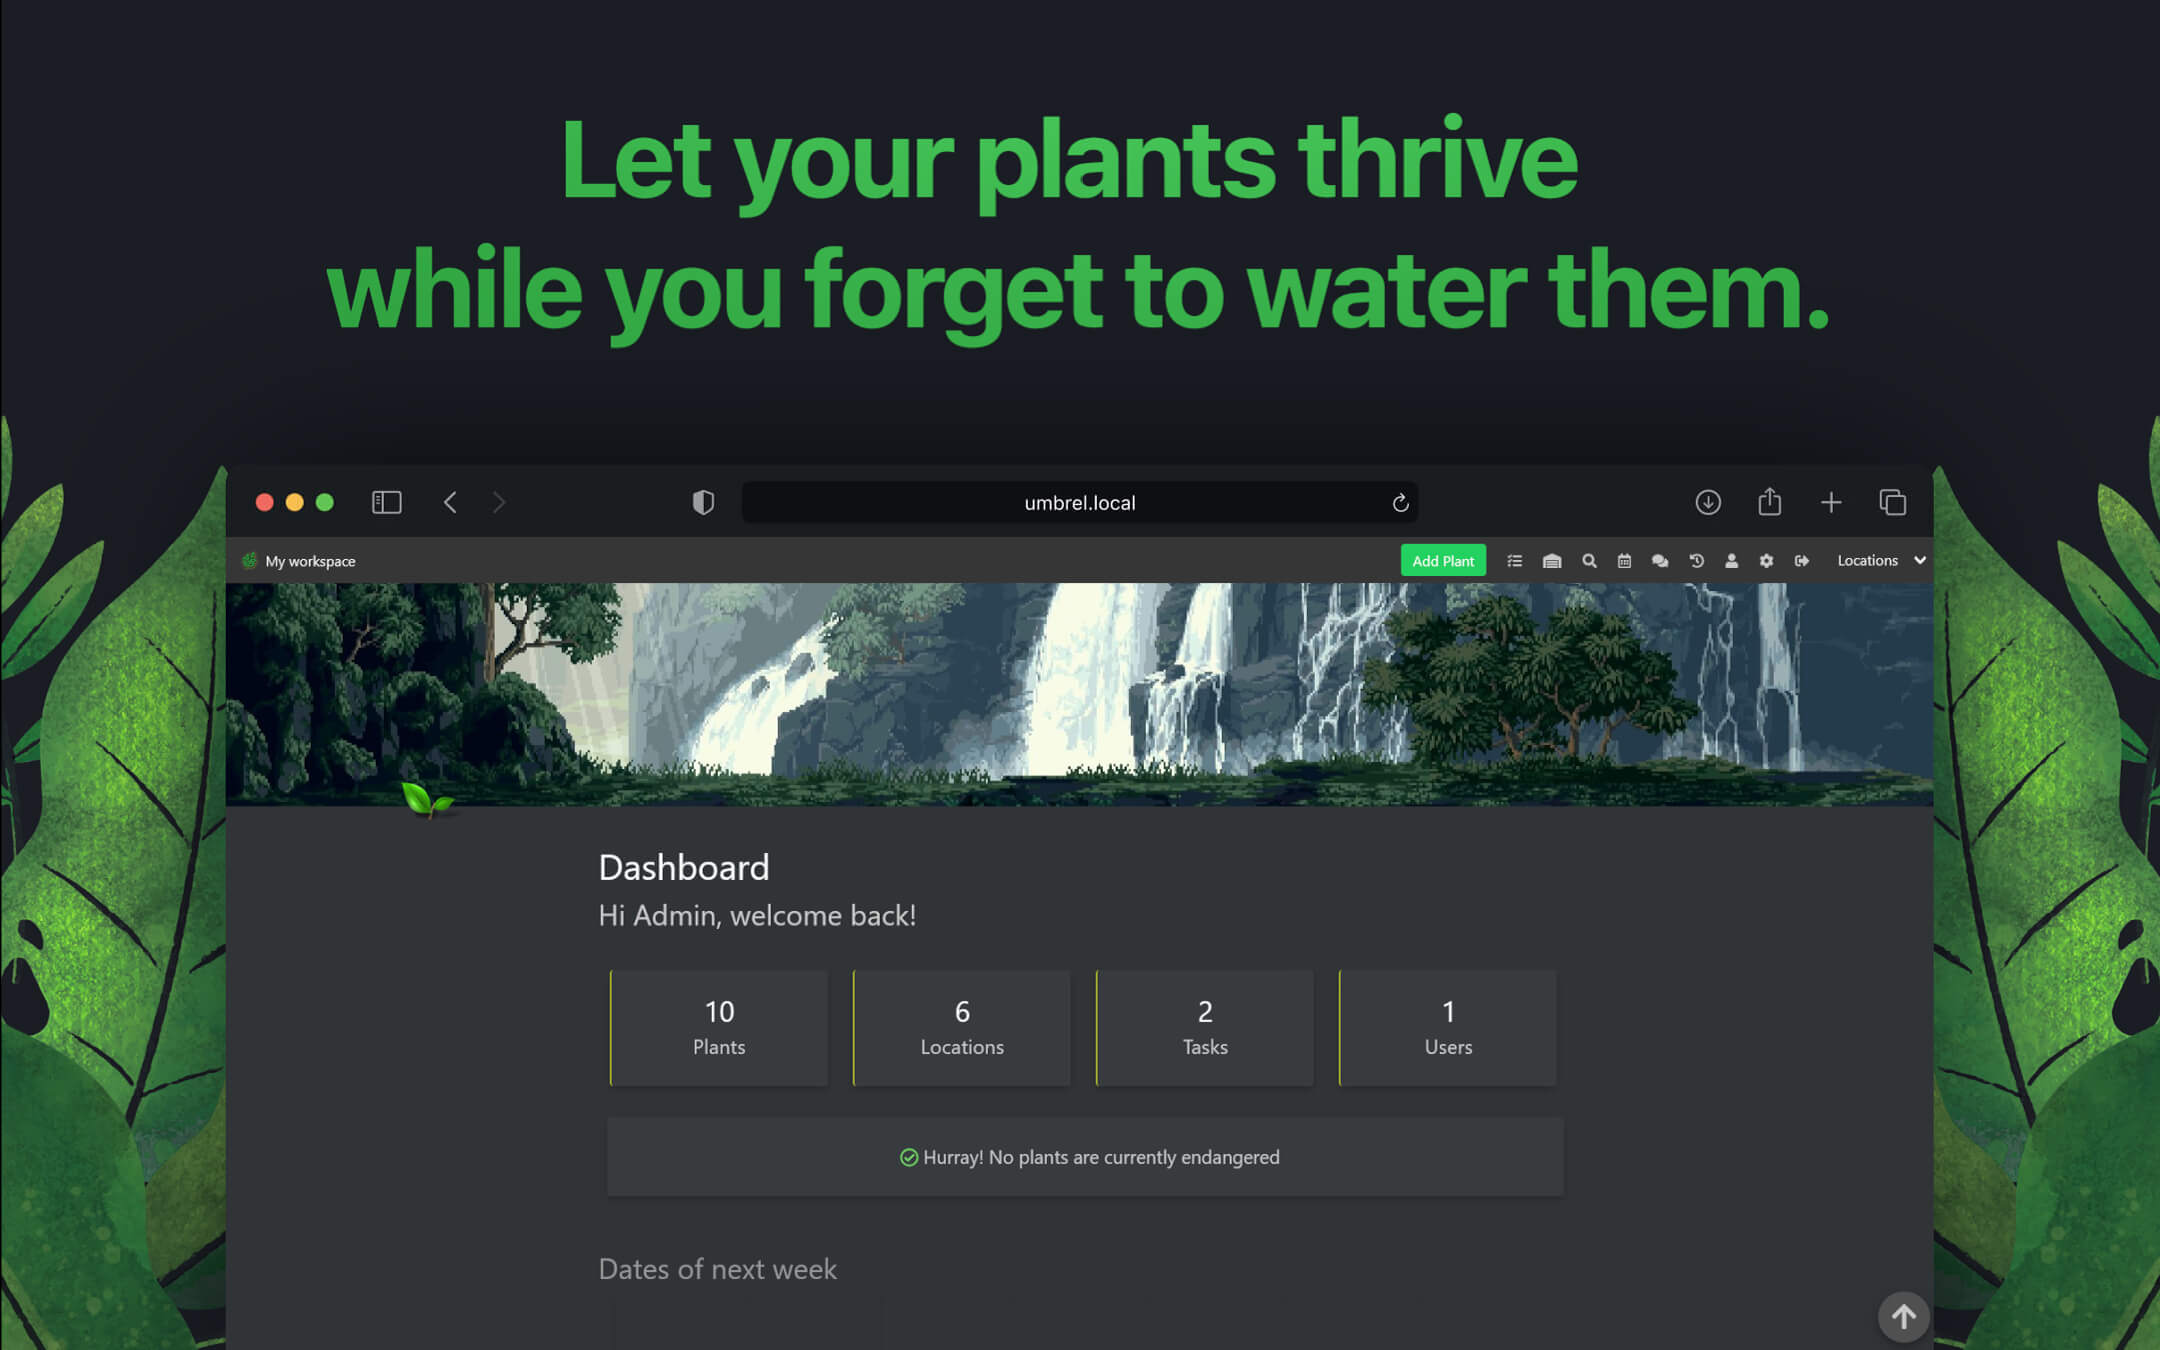 Let your plants thrive
while you forget to water them.
umbrel.local
My workspace
Add Plant
Locations
Dashboard
Hi Admin, welcome back!
10
Plants
6
Locations
2
Tasks
1
Users
Hurray! No plants are currently endangered
Dates of next week